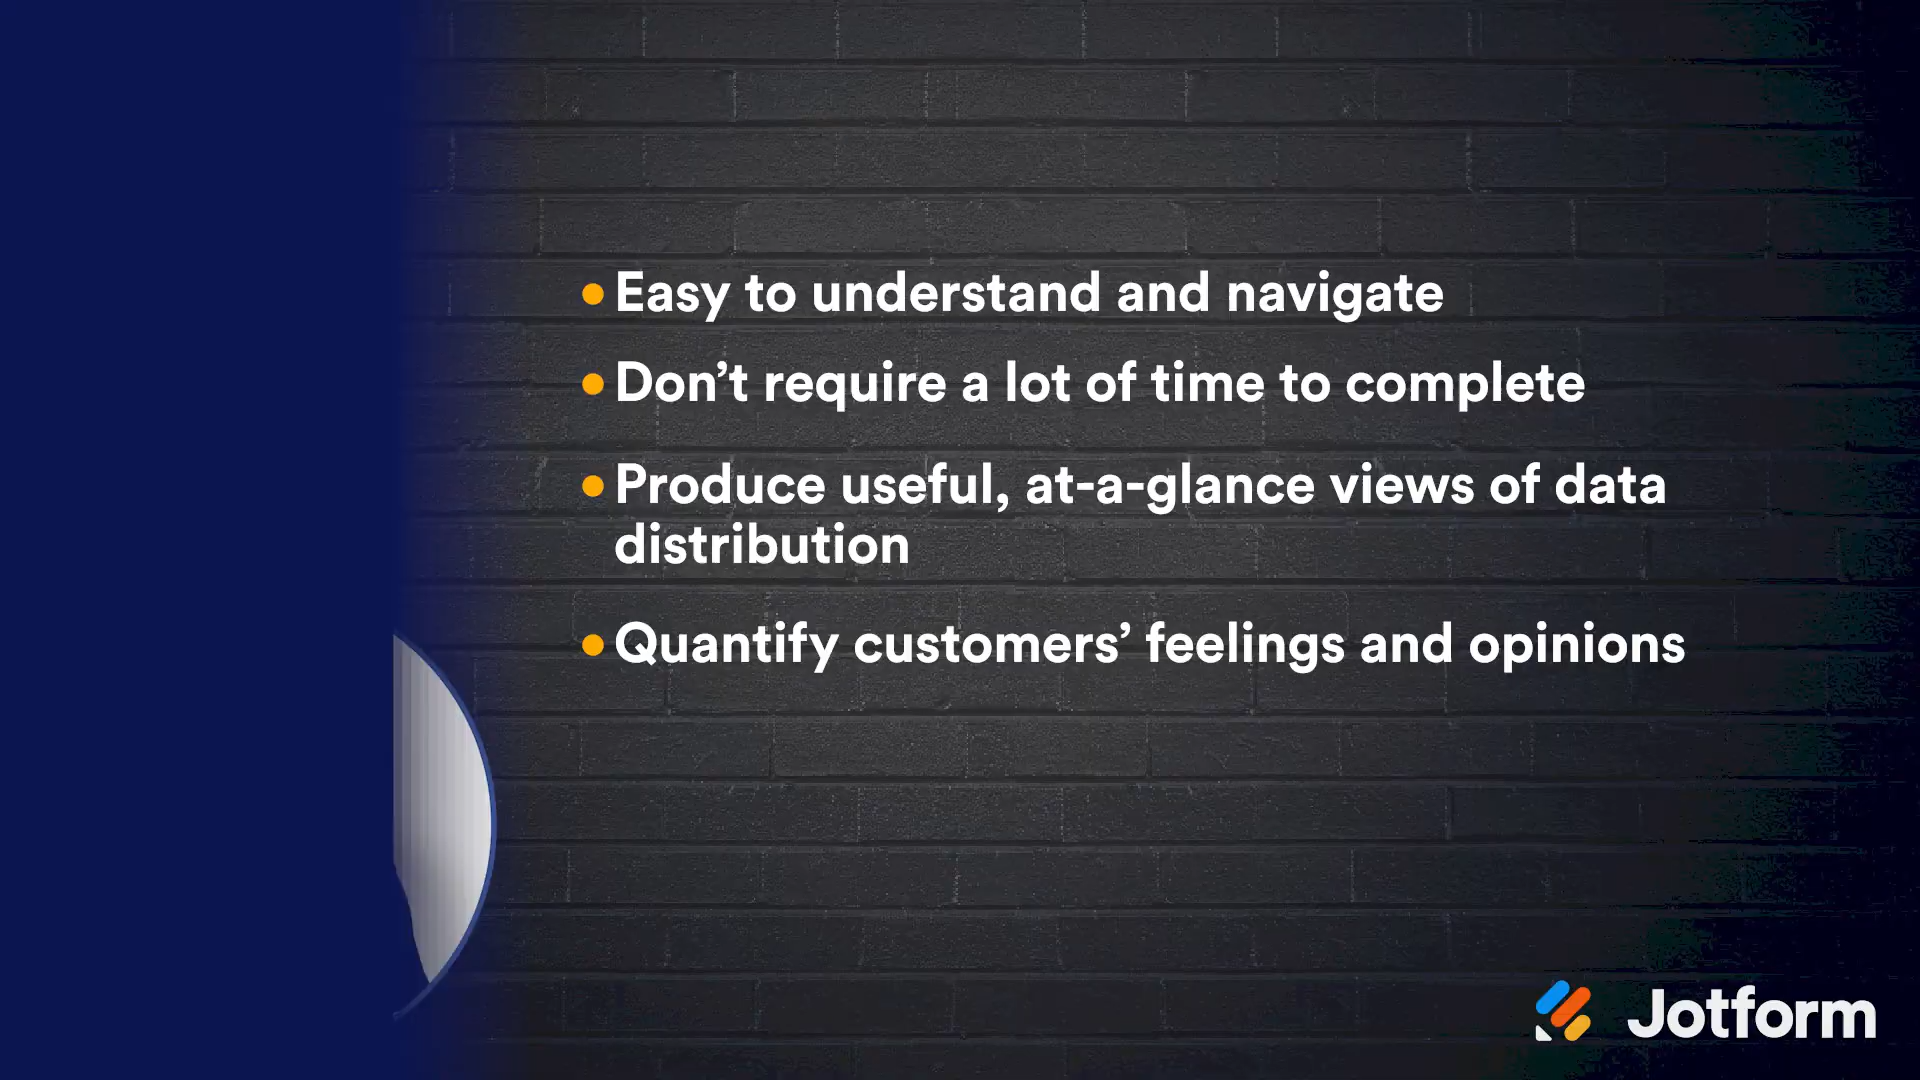 • Easy to understand and navigate
• Don’t require a lot of time to complete
• Produce useful, at-a-glance views of data
distribution
• Quantify customers’ feelings and opinions
Jotform